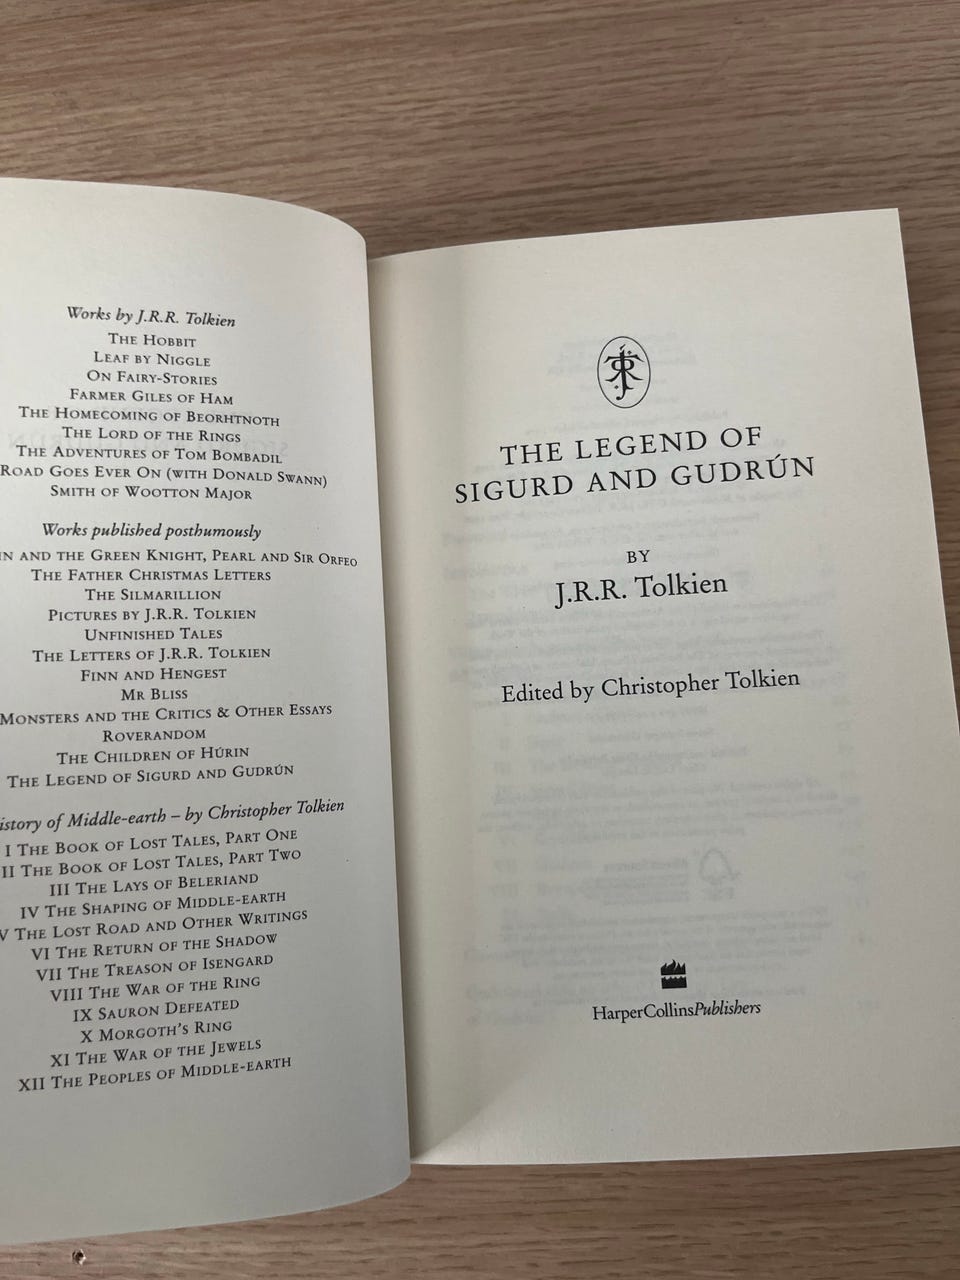 Works by J.R.R. Tolkien
THE HOBBIT
LEAF BY NIGGLE
ON FAIRY-STORIES
FARMER GILES OF HAM
THE HOMECOMING OF BEORHTNOTH
THE LORD OF THE RINGS
THE ADVENTURES OF TOM BOMBADIL
ROAD GOES EVER ON (WITH DONALD SWANN)
SMITH OF WOOTTON MAJOR
Works published posthumously
AND THE GREEN KNIGHT, PEARL AND SIR ORFEO
THE FATHER CHRISTMAS LETTERS
THE SILMARILLION
PICTURES BY J.R.R. TOLKIEN
UNFINISHED TALES
THE LETTERS OF J.R.R. TOLKIEN
FINN AND HENGEST
MR BLISS
MONSTERS AND THE CRITICS & OTHER ESSAYS
ROVERANDOM
THE CHILDREN OF HÚRIN
THE LEGEND OF SIGURD AND GUDRÚN
istory of Middle-earth – by Christopher Tolkien
I THE BOOK OF LOST TALES, PART ONE
II THE BOOK OF LOST TALES, PART TWO
III THE LAYS OF BELERIAND
IV THE SHAPING OF MIDDLE-EARTH
V THE LOST ROAD AND OTHER WRITINGS
VI THE RETURN OF THE SHADOW
VII THE TREASON OF ISENGARD
VIII THE WAR OF THE RING
IX SAURON DEFEATED
X MORGOTH'S RING
XI THE WAR OF THE JEWELS
XII THE PEOPLES OF MIDDLE-EARTH
THE LEGEND OF
SIGURD AND GUDRÚN
BY
J.R.R. Tolkien
Edited by Christopher Tolkien
HarperCollinsPublishers